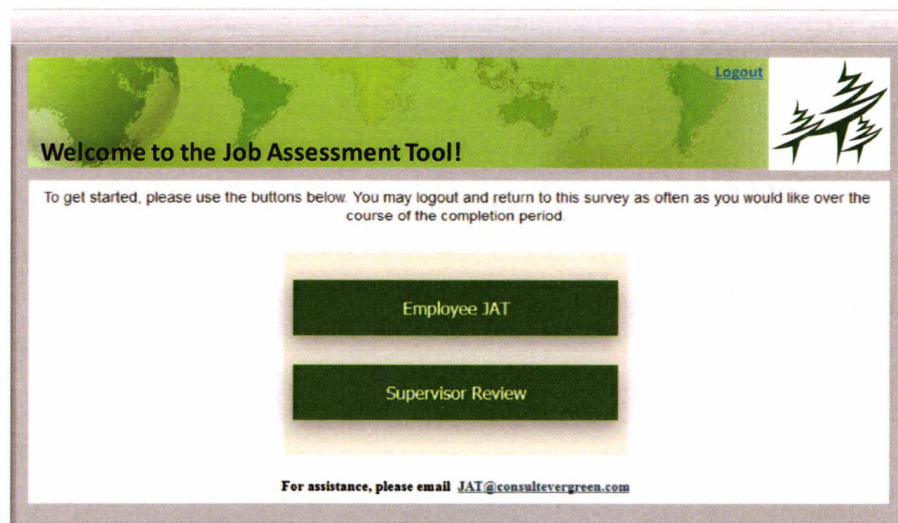 Logout
Welcome to the Job Assessment Tool!
To get started, please use the buttons below. You may logout and return to this survey as often as you would like over the
course of the completion period.
Employee JAT
Supervisor Review
For assistance, please email JAT@consultevergreen.com